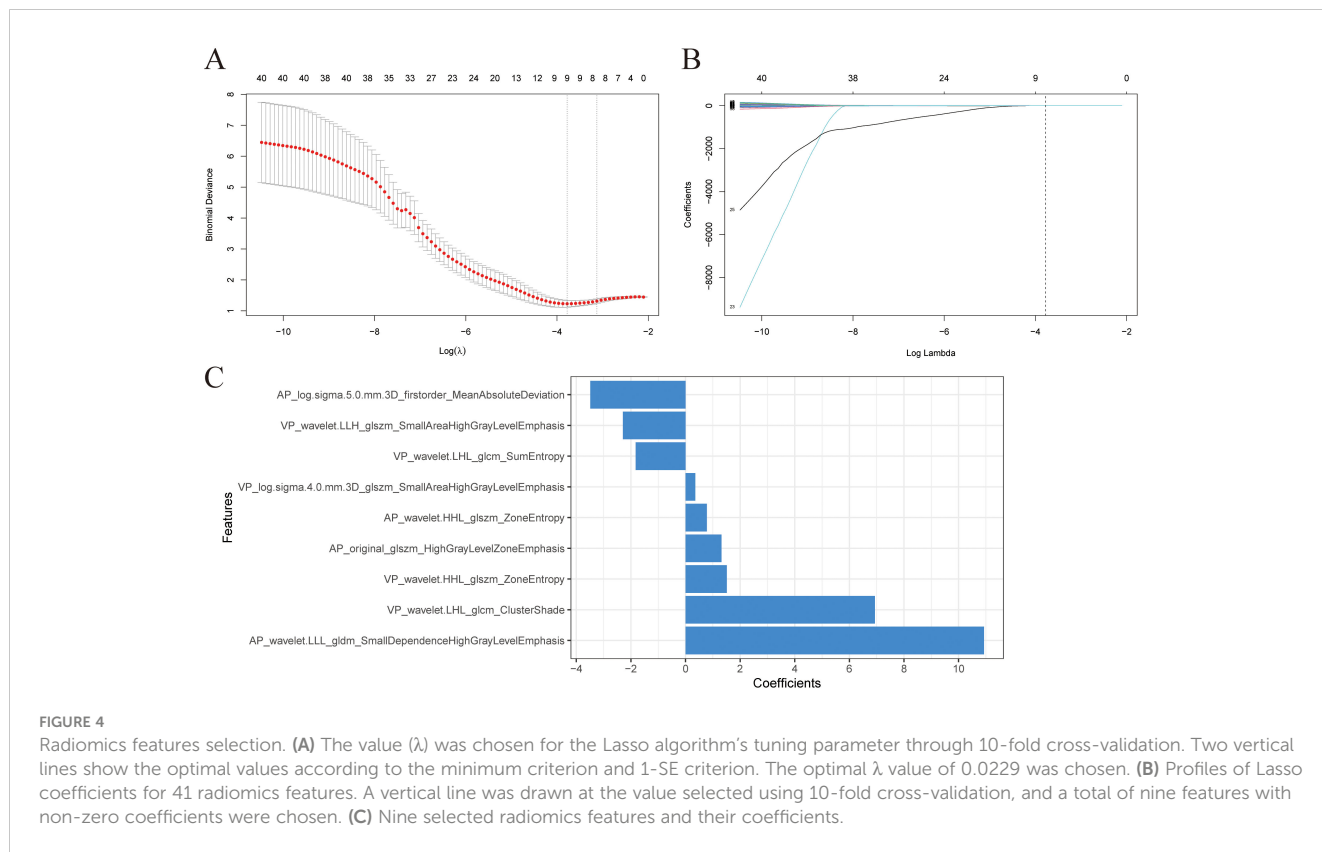 A
40 40 40 38 40 38 35 33 27 23 24 20 13 12 9 9 9 8 8 7 4 0
8
7
6
5
4
3
2
1
Binomial Deviance
−10 −8 −6 −4 −2
Log(λ)
B
40 38 24 9 0
0
−2000
−4000
−6000
−8000
Coefficients
25
23
−10 −8 −6 −4 −2
Log Lambda
C
Features
AP_log.sigma.5.0.mm.3D_firstorder_MeanAbsoluteDeviation
VP_wavelet.LLH_glszm_SmallAreaHighGrayLevelEmphasis
VP_wavelet.LHL_glcm_SumEntropy
VP_log.sigma.4.0.mm.3D_glszm_SmallAreaHighGrayLevelEmphasis
AP_wavelet.HHL_glszm_ZoneEntropy
AP_original_glszm_HighGrayLevelZoneEmphasis
VP_wavelet.HHL_glszm_ZoneEntropy
VP_wavelet.LHL_glcm_ClusterShade
AP_wavelet.LLL_gldm_SmallDependenceHighGrayLevelEmphasis
−4 −2 0 2 4 6 8 10
Coefficients
FIGURE 4
Radiomics features selection. (A) The value (λ) was chosen for the Lasso algorithm’s tuning parameter through 10-fold cross-validation. Two vertical
lines show the optimal values according to the minimum criterion and 1-SE criterion. The optimal λ value of 0.0229 was chosen. (B) Profiles of Lasso
coefficients for 41 radiomics features. A vertical line was drawn at the value selected using 10-fold cross-validation, and a total of nine features with
non-zero coefficients were chosen. (C) Nine selected radiomics features and their coefficients.